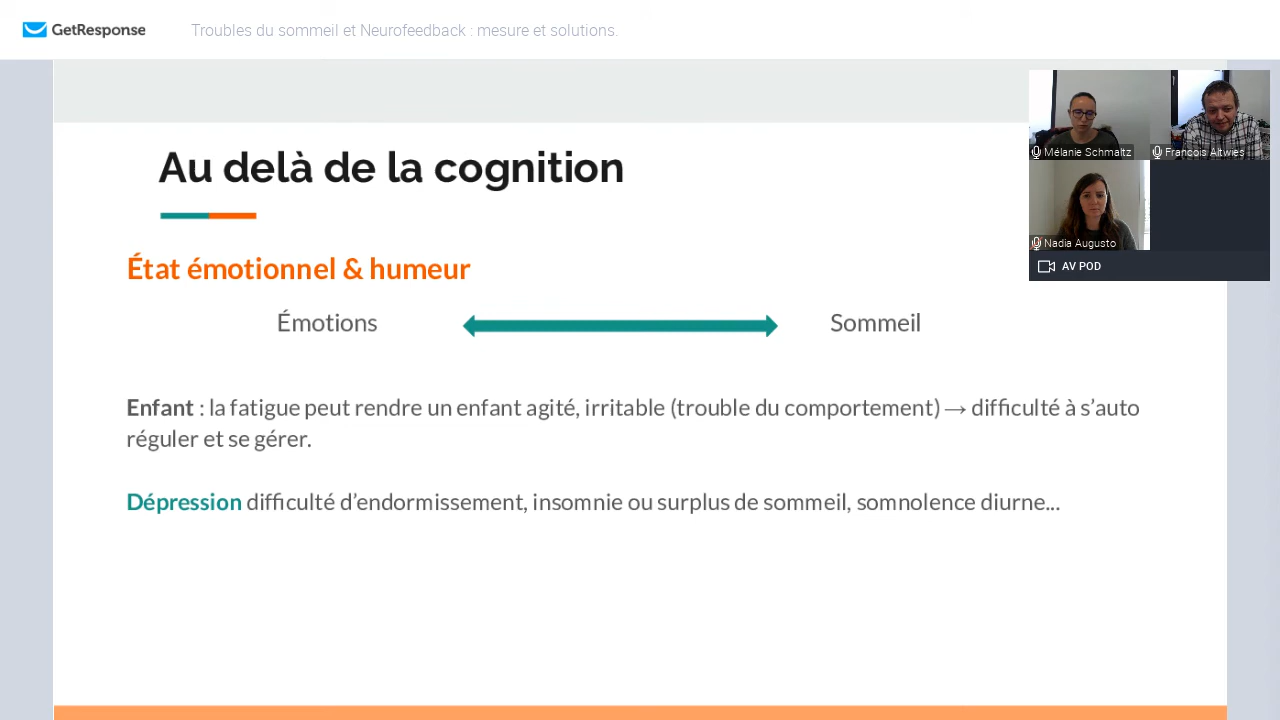 GetResponse
Troubles du sommeil et Neurofeedback : mesure et solutions.
Mélanie Schmaltz
Francois Altwies
Nadia Augusto
AV POD
Au delà de la cognition
État émotionnel & humeur
Émotions
Sommeil
Enfant : la fatigue peut rendre un enfant agité, irritable (trouble du comportement) → difficulté à s’auto
réguler et se gérer.
Dépression difficulté d’endormissement, insomnie ou surplus de sommeil, somnolence diurne...